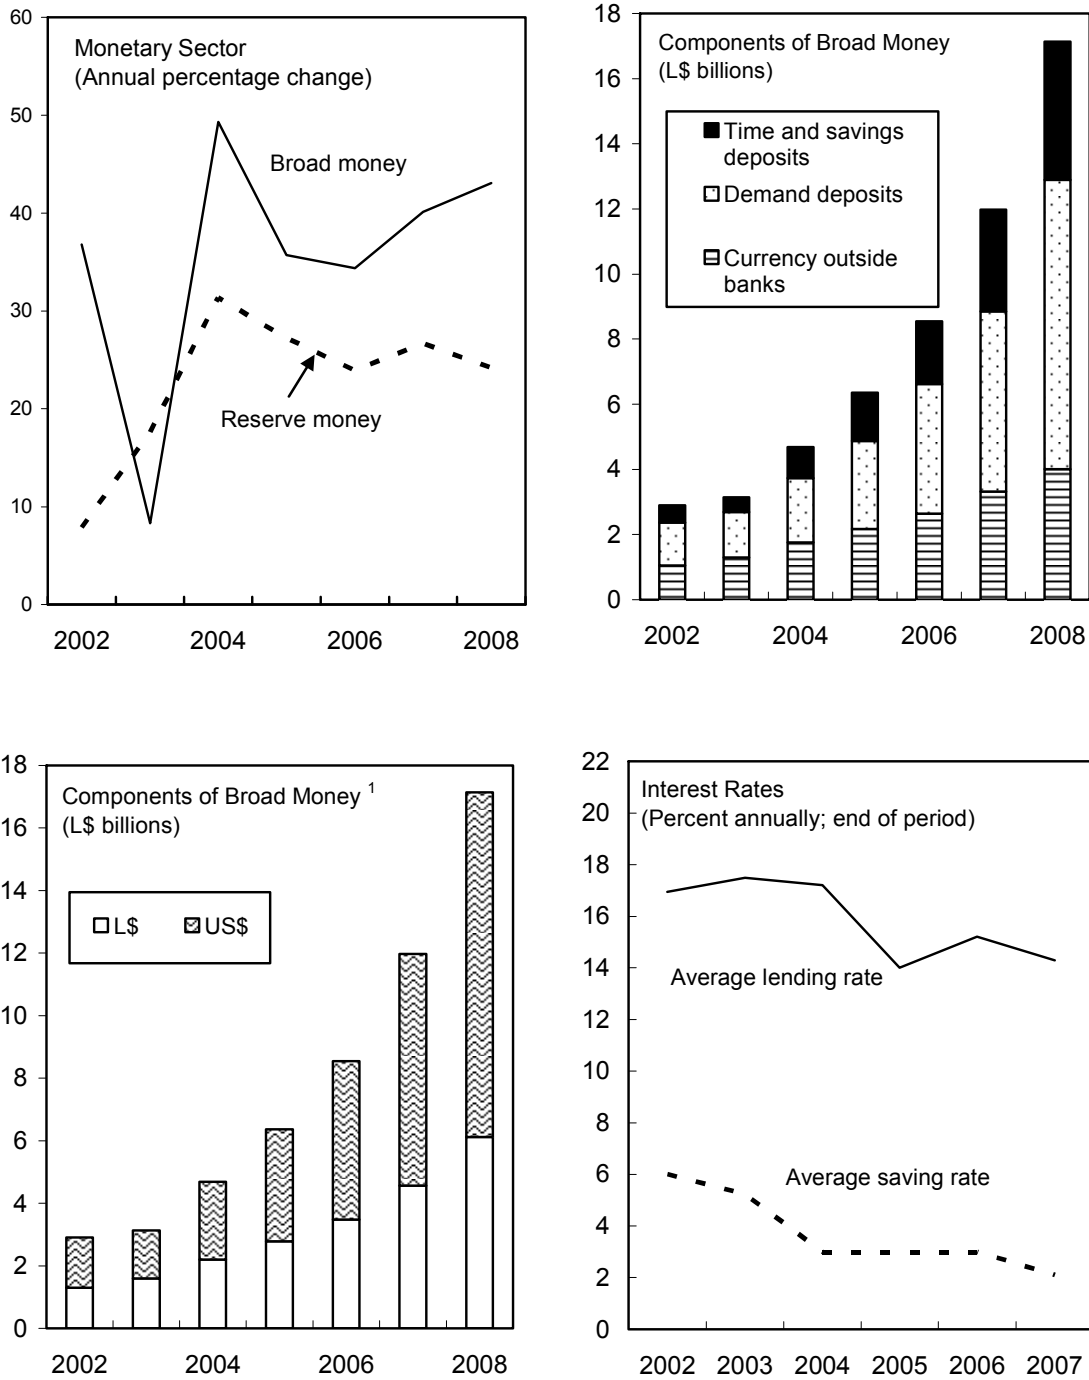 Monetary Sector
(Annual percentage change)
60
50
40
30
20
10
0
Broad money
Reserve money
2002 2004 2006 2008
Components of Broad Money
(L$ billions)
18
16
14
12
10
8
6
4
2
0
Time and savings
deposits
Demand deposits
Currency outside
banks
2002 2004 2006 2008
Components of Broad Money 1
(L$ billions)
18
16
14
12
10
8
6
4
2
0
L$ US$
2002 2004 2006 2008
Interest Rates
(Percent annually; end of period)
22
20
18
16
14
12
10
8
6
4
2
0
Average lending rate
Average saving rate
2002 2003 2004 2005 2006 2007